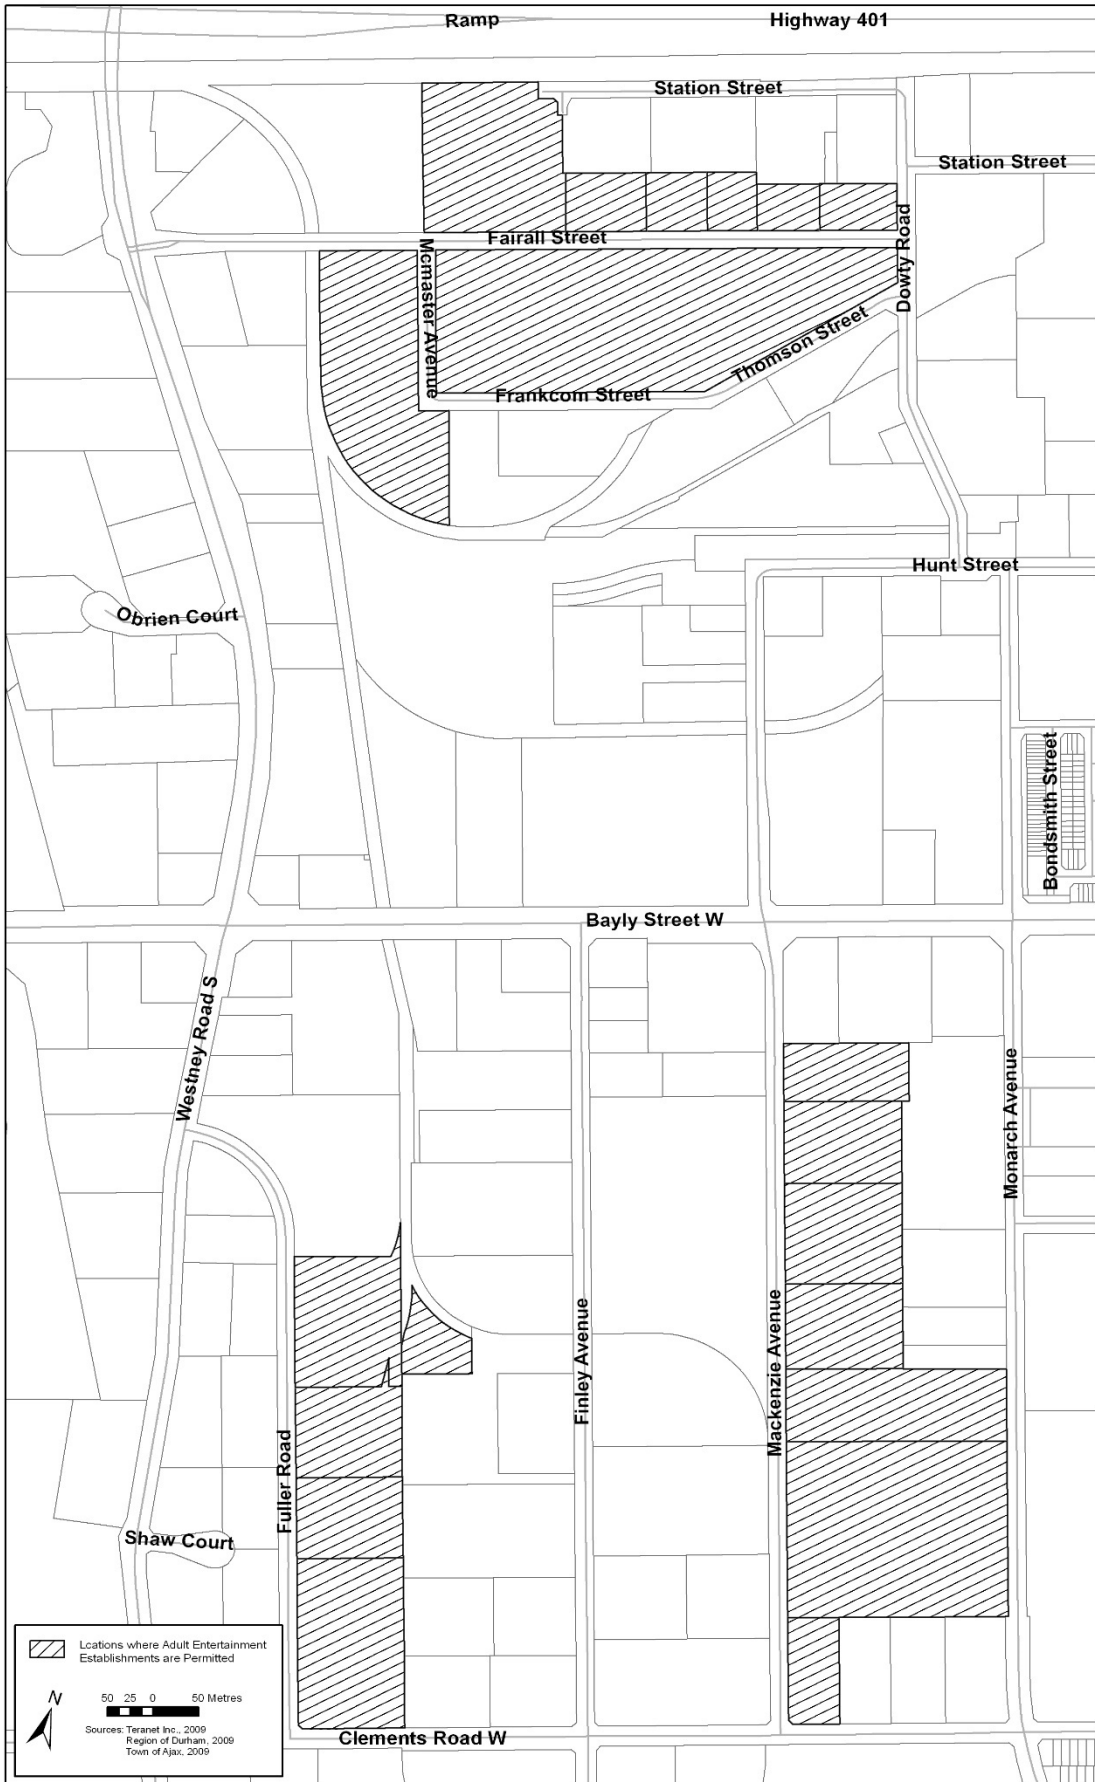 Ramp
Highway 401
Station Street
Station Street
Fairall Street
Mcmaster Avenue
Dowty Road
Thomson Street
Frankcom Street
Hunt Street
Obrien Court
Bondsmith Street
Bayly Street W
Westney Road S
Monarch Avenue
Finley Avenue
Mackenzie Avenue
Fuller Road
Shaw Court
Clements Road W
Lcations where Adult Entertainment
Establishments are Permitted
N
50 25 0 50 Metres
Sources: Teranet Inc., 2009
Region of Durham, 2009
Town of Ajax, 2009